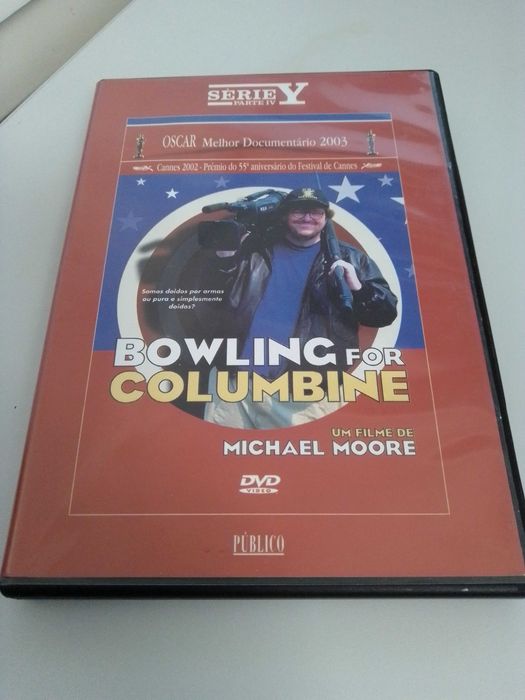 SÉRIE Y
PARTE IV
OSCAR Melhor Documentário 2003
Cannes 2002 - Prémio do 55º aniversário do Festival de Cannes
Somos doidos por armas
ou pura e simplesmente
doidos?
BOWLING FOR
COLUMBINE
UM FILME DE
MICHAEL MOORE
DVD
VIDEO
PÚBLICO